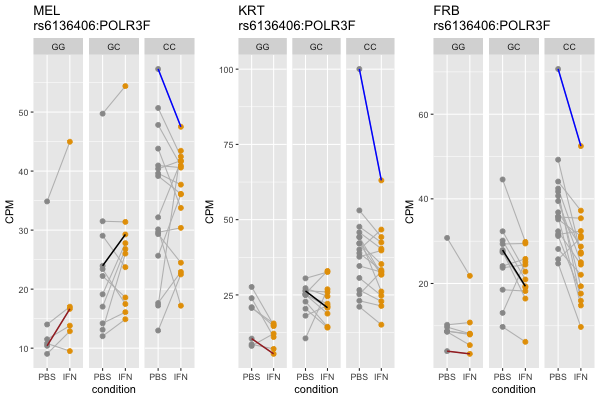 MEL
rs6136406:POLR3F
GG
GC
CC
50
40
30
20
10
CPM
PBS IFN
PBS IFN
PBS IFN
condition
KRT
rs6136406:POLR3F
GG
GC
CC
100
75
50
25
CPM
PBS IFN
PBS IFN
PBS IFN
condition
FRB
rs6136406:POLR3F
GG
GC
CC
60
40
20
CPM
PBS IFN
PBS IFN
PBS IFN
condition